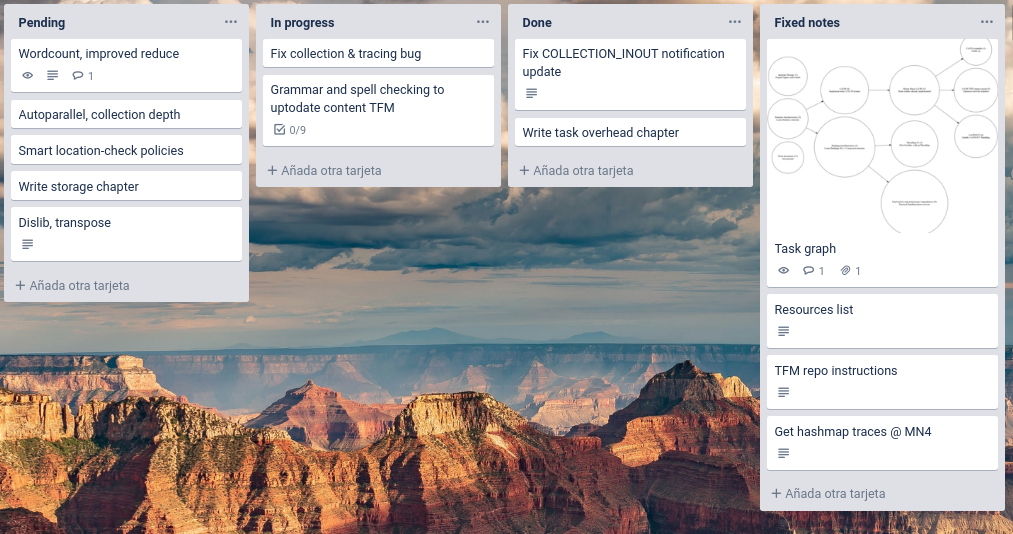 Pending
Wordcount, improved reduce
1
Autoparallel, collection depth
Smart location-check policies
Write storage chapter
Dislib, transpose
+ Añada otra tarjeta
In progress
Fix collection & tracing bug
Grammar and spell checking to
uptodate content TFM
0/9
+ Añada otra tarjeta
Done
Fix COLLECTION_INOUT notification
update
Write task overhead chapter
+ Añada otra tarjeta
Fixed notes
Task graph
1 1
Resources list
TFM repo instructions
Get hashmap traces @ MN4
+ Añada otra tarjeta